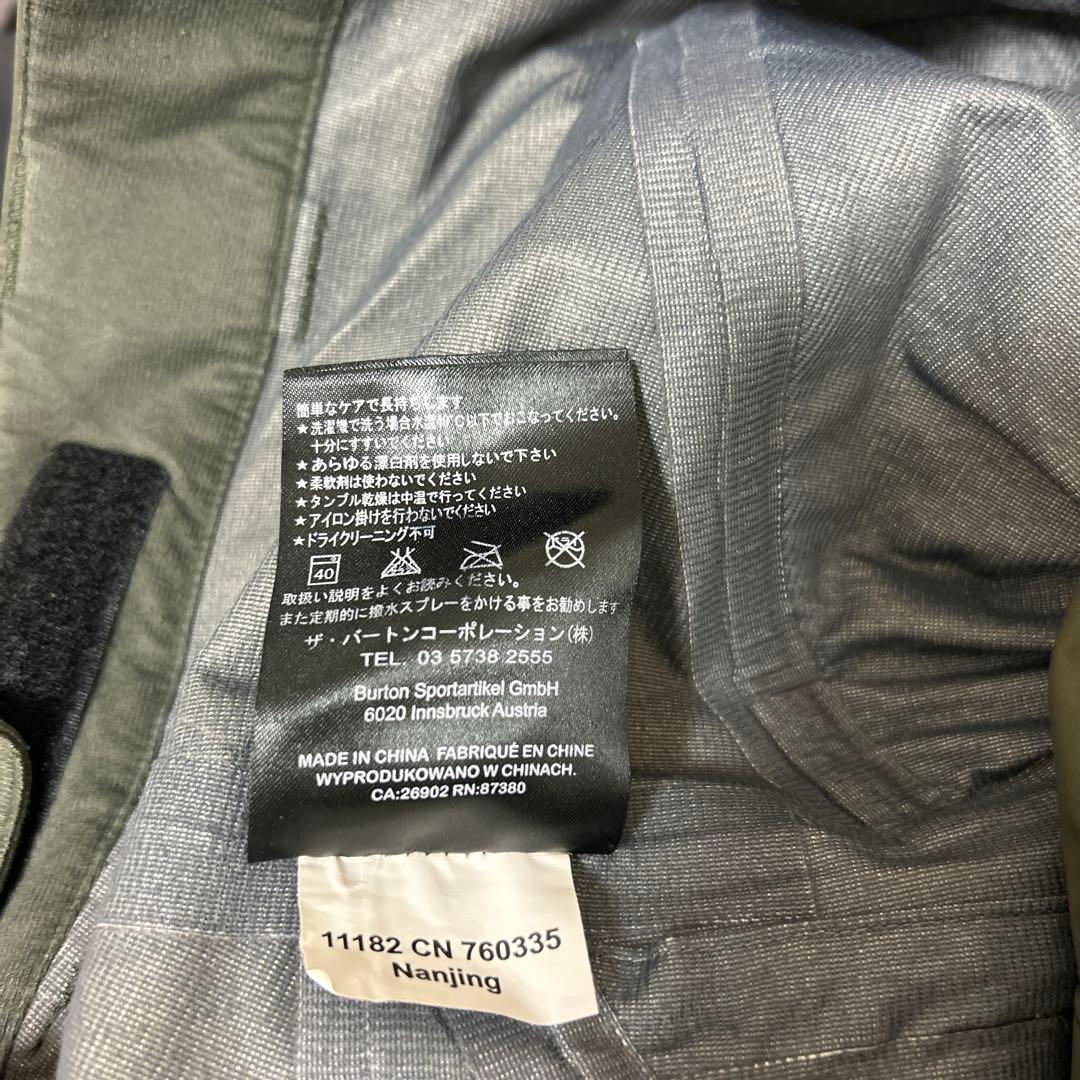 簡単なケアで長持ちします
★洗濯機で洗う場合水温40℃以下でおこなってください。
十分にすすいでください
★あらゆる漂白剤を使用しないで下さい
★柔軟剤は使わないでください
★タンブル乾燥は中温で行ってください
★アイロン掛けを行わないでください
★ドライクリーニング不可
40 エンソサラシ ドライ
取扱い説明をよくお読みください。
また定期的に撥水スプレーをかける事をお勧めします
ザ・バートンコーポレーション(株)
TEL. 03 5738 2555
Burton Sportartikel GmbH
6020 Innsbruck Austria
MADE IN CHINA FABRIQUÉ EN CHINE
WYPRODUKOWANO W CHINACH.
CA:26902 RN:87380
11182 CN 760335
Nanjing